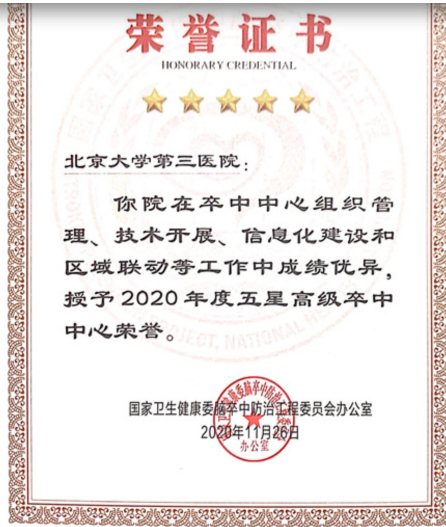 荣誉证书
HONORARY CREDENTIAL
北京大学第三医院：
你院在卒中中心组织管
理、技术开展、信息化建设和
区域联动等工作中成绩优异，
授予2020年度五星高级卒中
中心荣誉。
国家卫生健康委脑卒中防治工程委员会办公室
2020年11月26日
办公室